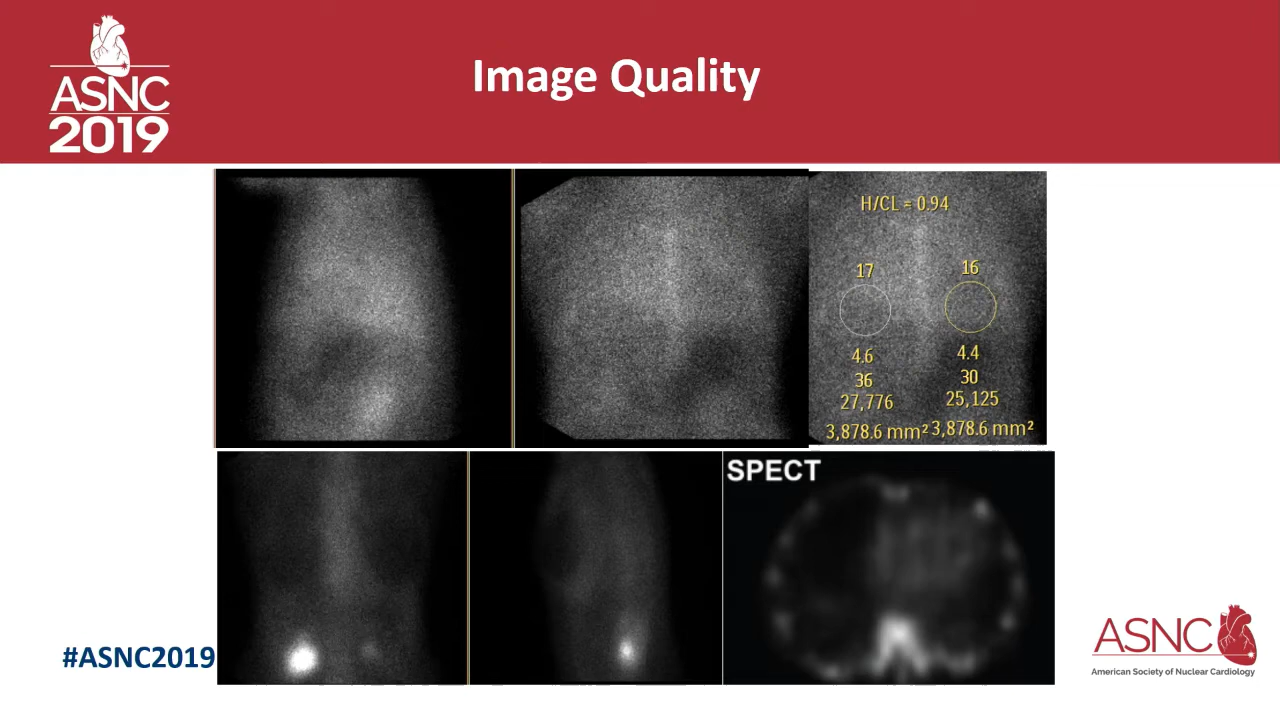 ASNC
2019
Image Quality
H/CL = 0.94
17
16
4.6
4.4
36
30
27,776
25,125
3,878.6 mm² 3,878.6 mm²
SPECT
#ASNC2019
ASNC
American Society of Nuclear Cardiology